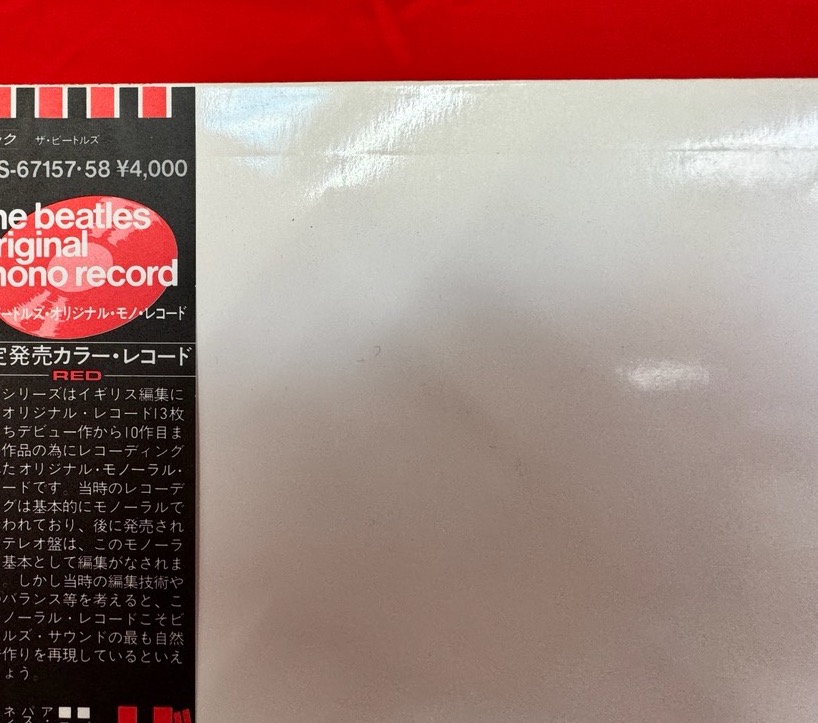 ック ザ・ビートルズ
S-67157・58 ¥4,000
he beatles
riginal
mono record
ートルズ・オリジナル・モノ・レコード
定発売カラー・レコード
RED
シリーズはイギリス編集に
オリジナル・レコード13枚
ちデビュー作から10作目ま
作品の為にレコーディング
たオリジナル・モノーラル・
ードです。当時のレコーデ
グは基本的にモノーラルで
われており、後に発売され
テレオ盤は、このモノーラ
基本として編集がなされま
。しかし当時の編集技術や
バランス等を考えると、こ
ノーラル・レコードこそビ
ルズ・サウンドの最も自然
作りを再現しているといえ
ょう。